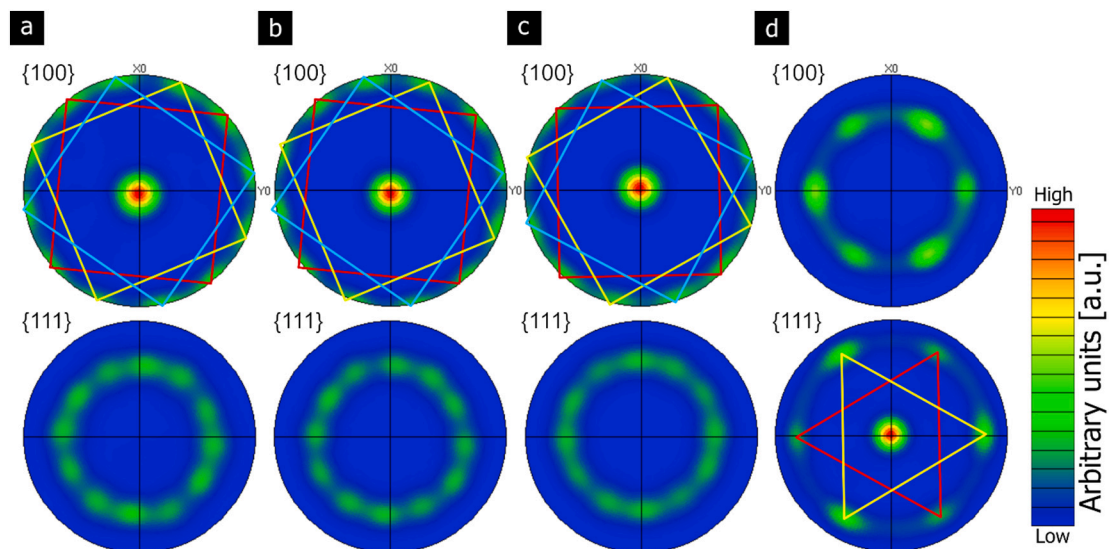 a
b
c
d
{100}
X0
{100}
X0
{100}
X0
{100}
X0
Y0
Y0
Y0
Y0
High
Arbitrary units [a.u.]
Low
{111}
{111}
{111}
{111}